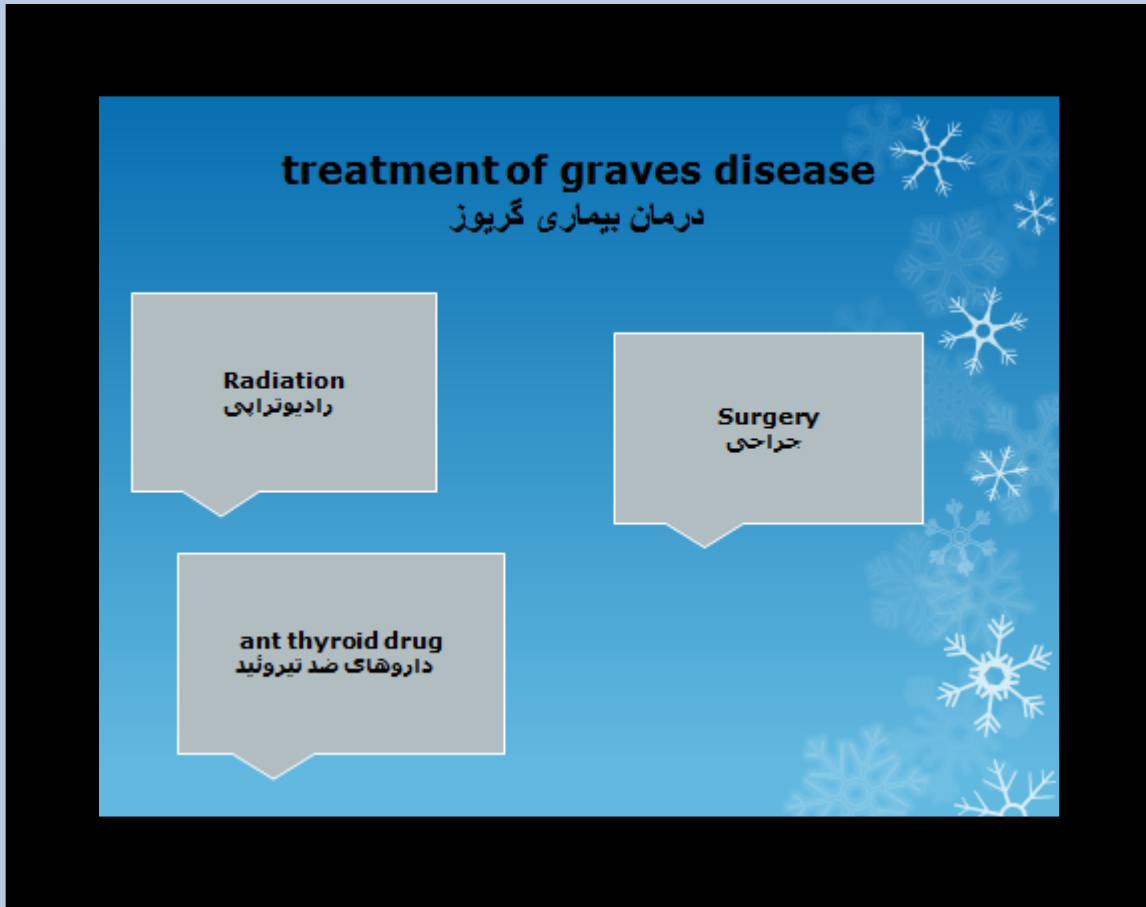 treatment of graves disease
درمان بیماری گریوز
Radiation
رادیوتراپی
Surgery
جراحی
ant thyroid drug
داروهای ضد تیروئید